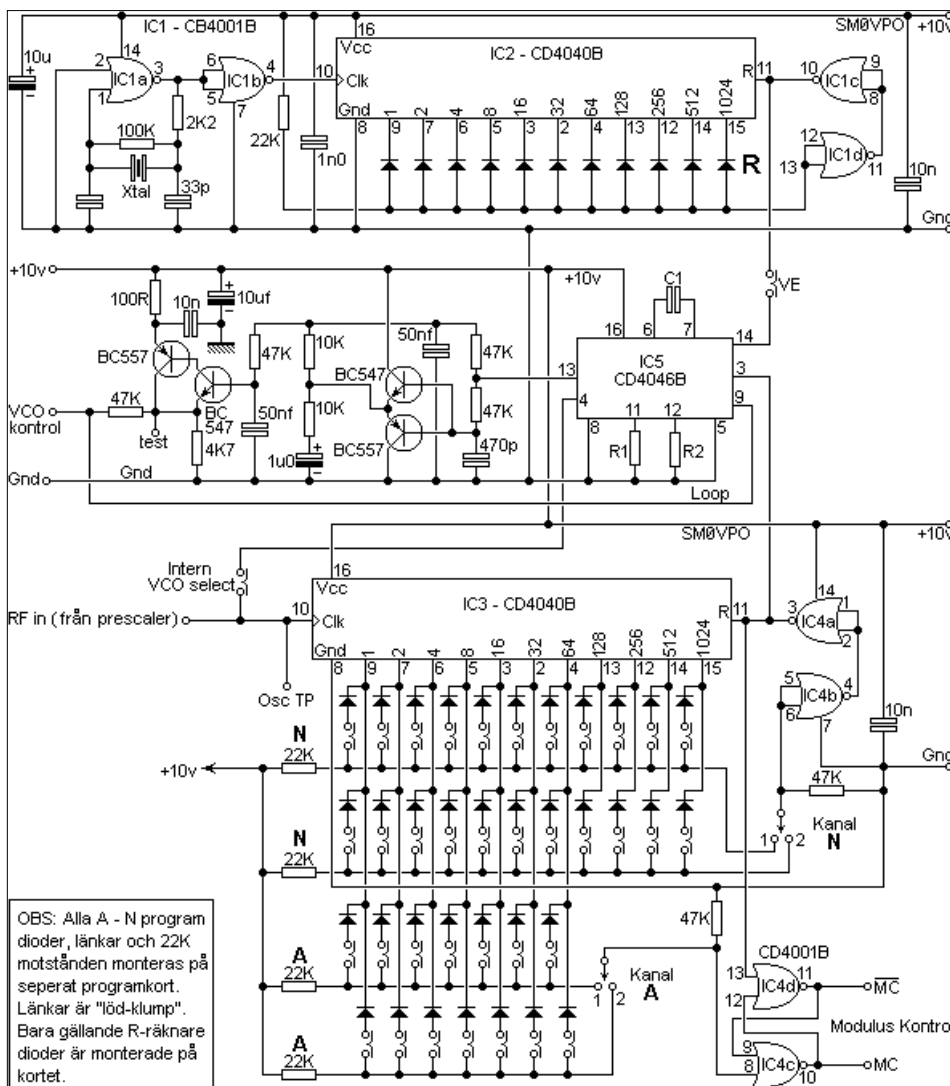 IC1 - CB4001B
SMØVPO
+10v
10u
+
14
2
IC1a
3
1
6
5
IC1b
4
7
16
Vcc
IC2 - CD4040B
10
Clk
R
11
Gnd
1 2 4 8 16 32 64 128 256 512 1024
8 9 7 6 5 3 2 4 13 12 14 15
10
IC1c
9
8
100K
2K2
22K
1n0
R
12
13
IC1d
11
10n
Xtal
33p
Gnd
+10v
+10v
C1
VE
100R
10n
+
10uf
16
6
7
14
BC557
47K
10K
50nf
47K
IC5
CD4046B
13
3
BC547
4
9
VCO
kontrol
47K
BC
547
50nf
10K
BC557
47K
11
12
8
5
test
4K7
1u0
+
470p
R1
R2
Gnd
Gnd
Loop
SMØVPO
+10v
Intern
VCO select
16
Vcc
IC3 - CD4040B
14
RF in (från prescaler)
10
Clk
R
11
3
IC4a
1
2
Gnd
1 2 4 8 16 32 64 128 256 512 1024
8 9 7 6 5 3 2 4 13 12 14 15
5
6
IC4b
4
7
10n
Osc TP
N
22K
+10v
Gnd
47K
N
22K
Kanal
N
1
2
OBS: Alla A - N program
dioder, länkar och 22K
motstånden monteras på
seperat programkort.
Länkar är "löd-klump".
Bara gällande R-räknare
dioder är monterade på
kortet.
47K
A
22K
Kanal
A
1
2
CD4001B
13
12
IC4d
11
MC
A
22K
Modulus Kontrol
9
8
IC4c
10
MC